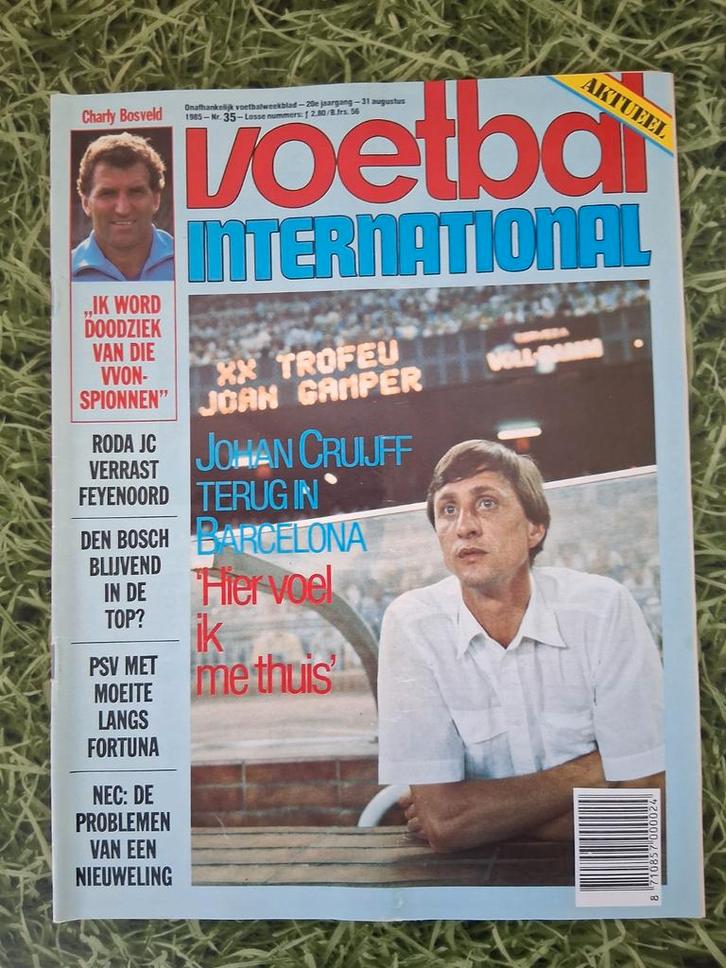 Charly Bosveld
„IK WORD
DOODZIEK
VAN DIE
VVON-
SPIONNEN”
RODA JC
VERRAST
FEYENOORD
DEN BOSCH
BLIJVEND
IN DE
TOP?
PSV MET
MOEITE
LANGS
FORTUNA
NEC: DE
PROBLEMEN
VAN EEN
NIEUWELING
Onafhankelijk voetbalweekblad — 20e jaargang — 31 augustus
1985 — Nr. 35 — Losse nummers: ƒ 2,80/B.frs. 56
AKTUEEL
voetbal
INTERNATIONAL
XX TROFEU
JOAN GAMPER
VOLL-DAMM
JOHAN CRUIJFF
TERUG IN
BARCELONA
'Hier voel
ik
me thuis'
8 710857 000024